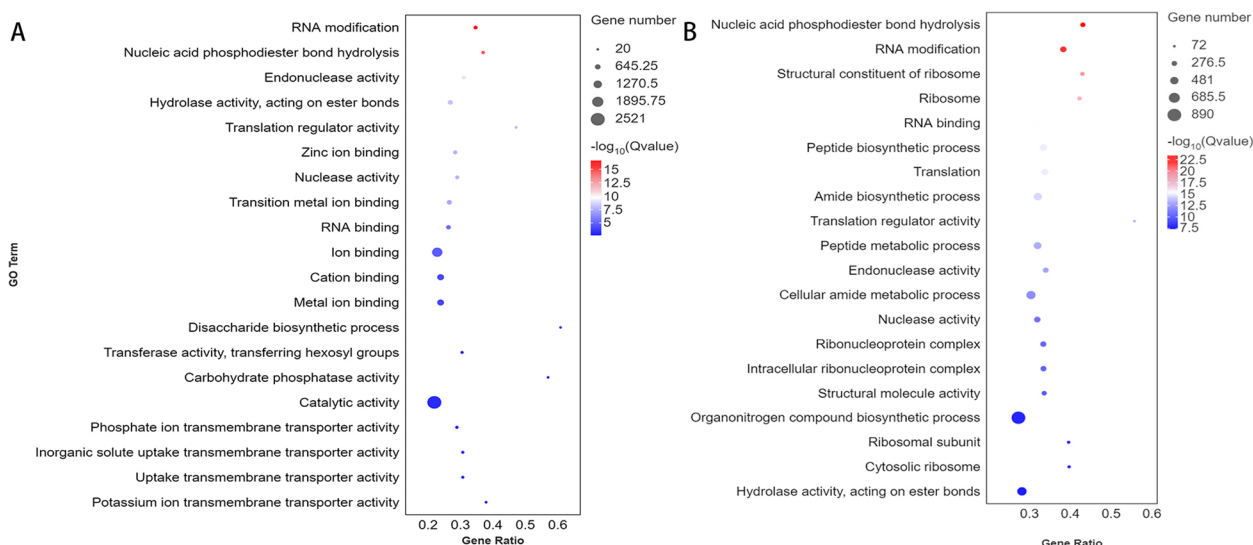 A
RNA modification
Nucleic acid phosphodiester bond hydrolysis
Endonuclease activity
Hydrolase activity, acting on ester bonds
Translation regulator activity
Zinc ion binding
Nuclease activity
Transition metal ion binding
RNA binding
Ion binding
Cation binding
Metal ion binding
Disaccharide biosynthetic process
Transferase activity, transferring hexosyl groups
Carbohydrate phosphatase activity
Catalytic activity
Phosphate ion transmembrane transporter activity
Inorganic solute uptake transmembrane transporter activity
Uptake transmembrane transporter activity
Potassium ion transmembrane transporter activity
GO Term
0.2 0.3 0.4 0.5 0.6
Gene Ratio
Gene number
20
645.25
1270.5
1895.75
2521
-log10(Qvalue)
15
12.5
10
7.5
5
B
Nucleic acid phosphodiester bond hydrolysis
RNA modification
Structural constituent of ribosome
Ribosome
RNA binding
Peptide biosynthetic process
Translation
Amide biosynthetic process
Translation regulator activity
Peptide metabolic process
Endonuclease activity
Cellular amide metabolic process
Nuclease activity
Ribonucleoprotein complex
Intracellular ribonucleoprotein complex
Structural molecule activity
Organonitrogen compound biosynthetic process
Ribosomal subunit
Cytosolic ribosome
Hydrolase activity, acting on ester bonds
0.3 0.4 0.5 0.6
Gene Ratio
Gene number
72
276.5
481
685.5
890
-log10(Qvalue)
22.5
20
17.5
15
12.5
10
7.5